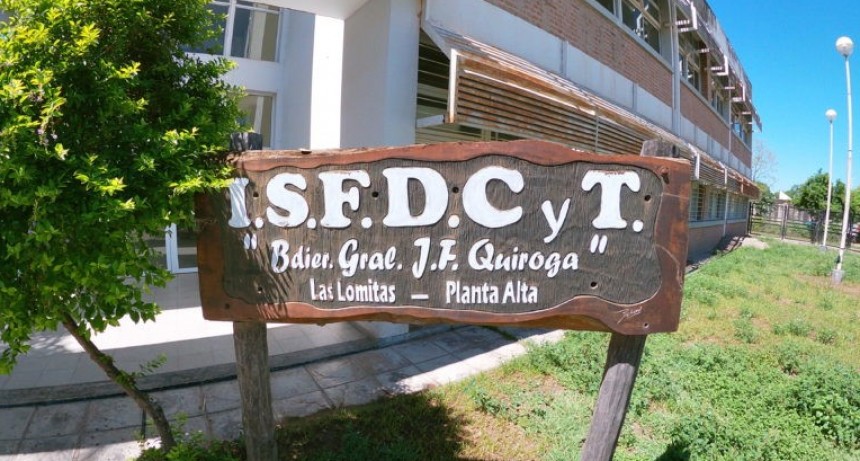 I.S.F.D.C y T.
" Bdier. Gral. J.F. Quiroga "
Las Lomitas — Planta Alta